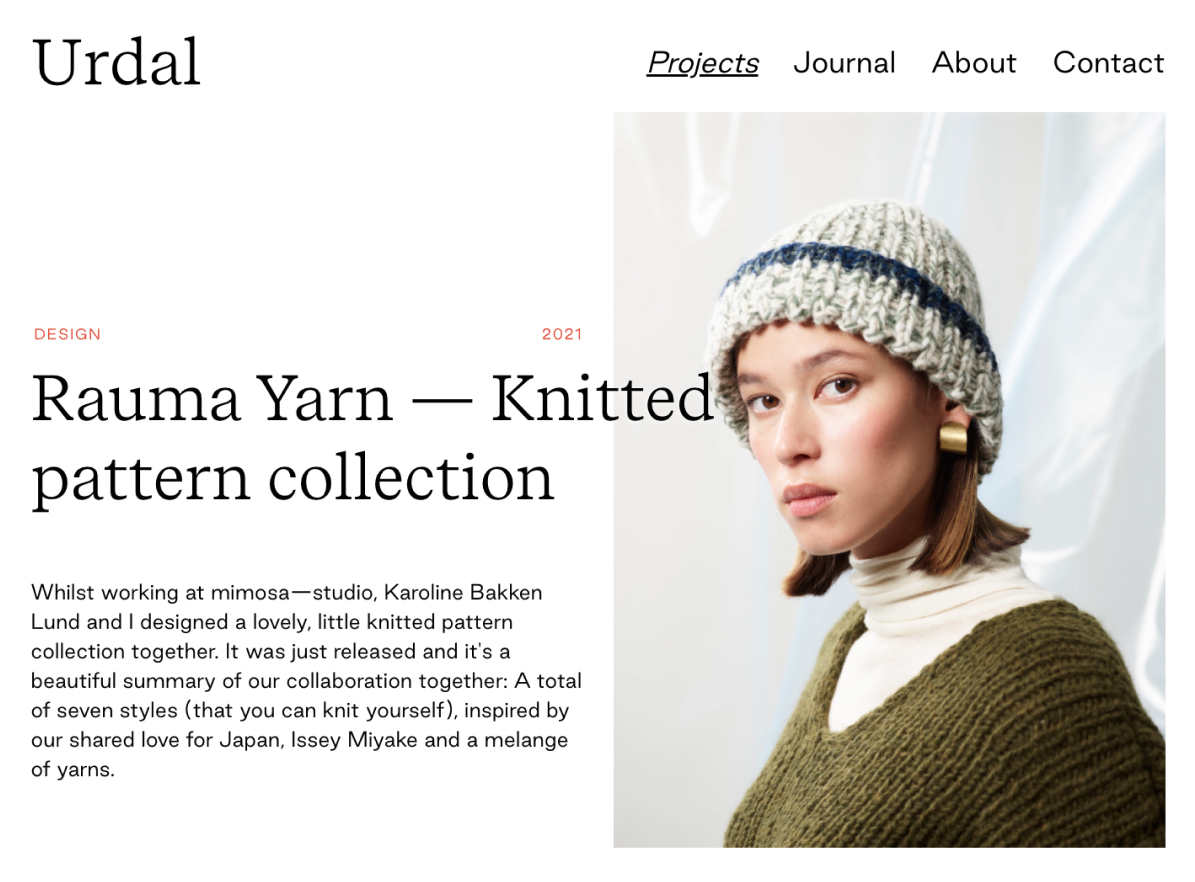 Urdal
Projects Journal About Contact
DESIGN 2021
Rauma Yarn — Knitted
pattern collection
Whilst working at mimosa—studio, Karoline Bakken
Lund and I designed a lovely, little knitted pattern
collection together. It was just released and it's a
beautiful summary of our collaboration together: A total
of seven styles (that you can knit yourself), inspired by
our shared love for Japan, Issey Miyake and a melange
of yarns.